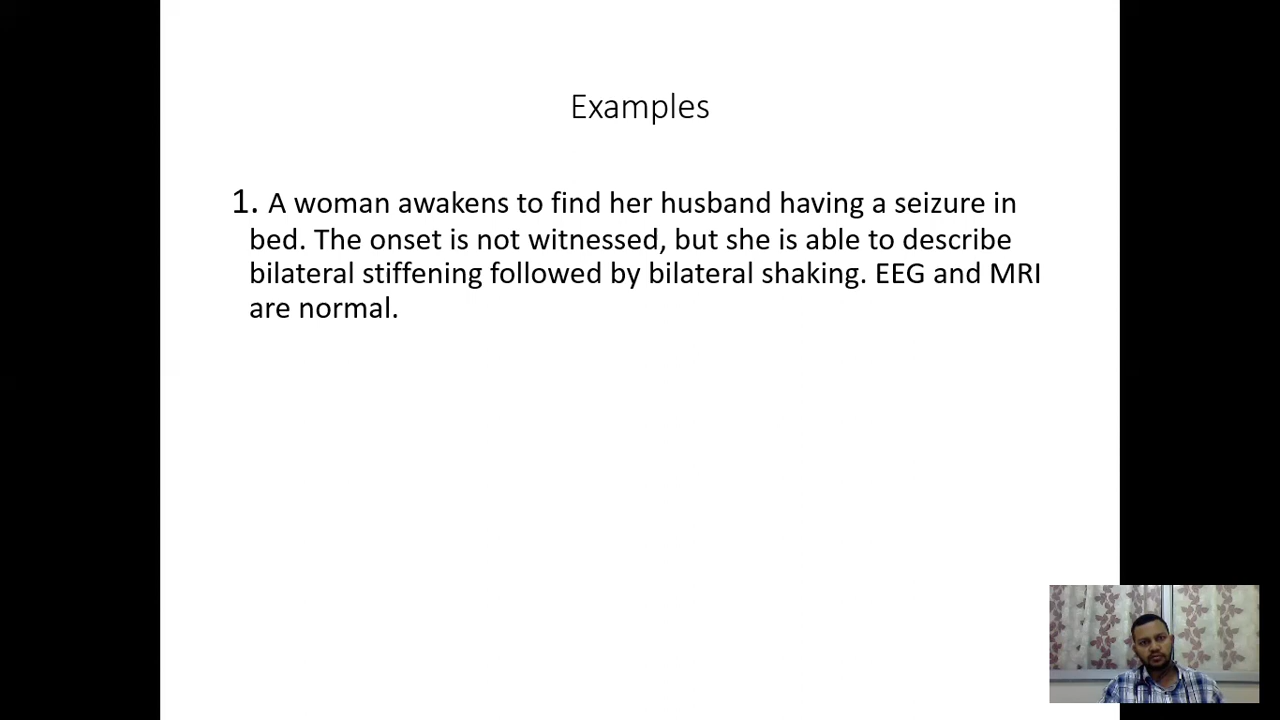 Examples
1. A woman awakens to find her husband having a seizure in
bed. The onset is not witnessed, but she is able to describe
bilateral stiffening followed by bilateral shaking. EEG and MRI
are normal.